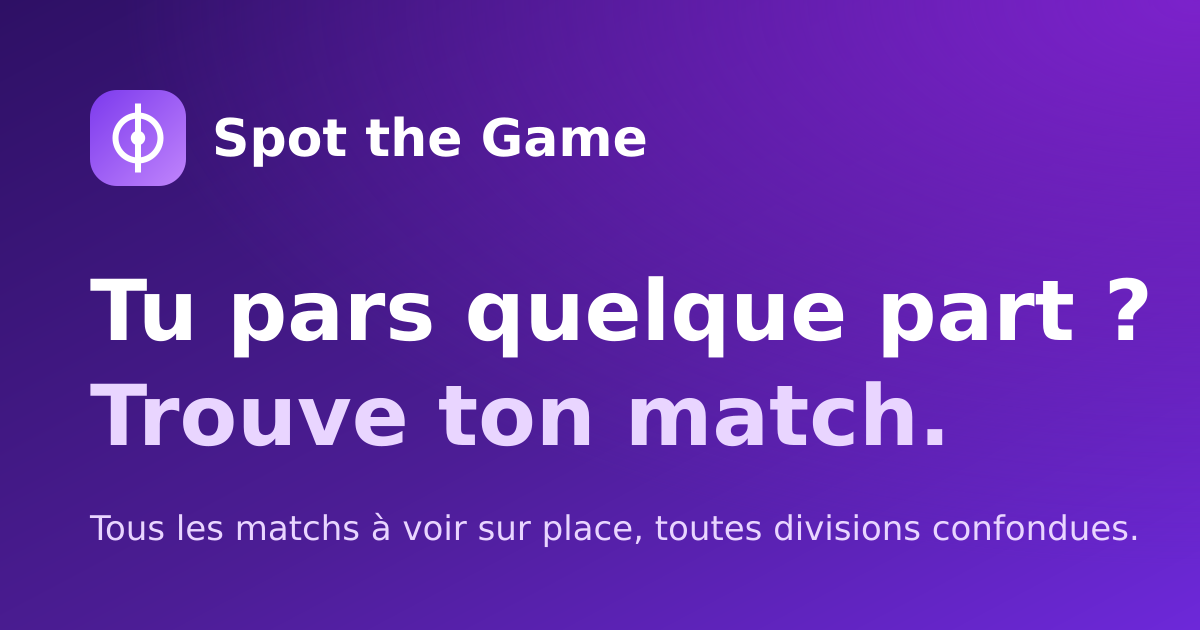 Spot the Game
Tu pars quelque part ?
Trouve ton match.
Tous les matchs à voir sur place, toutes divisions confondues.